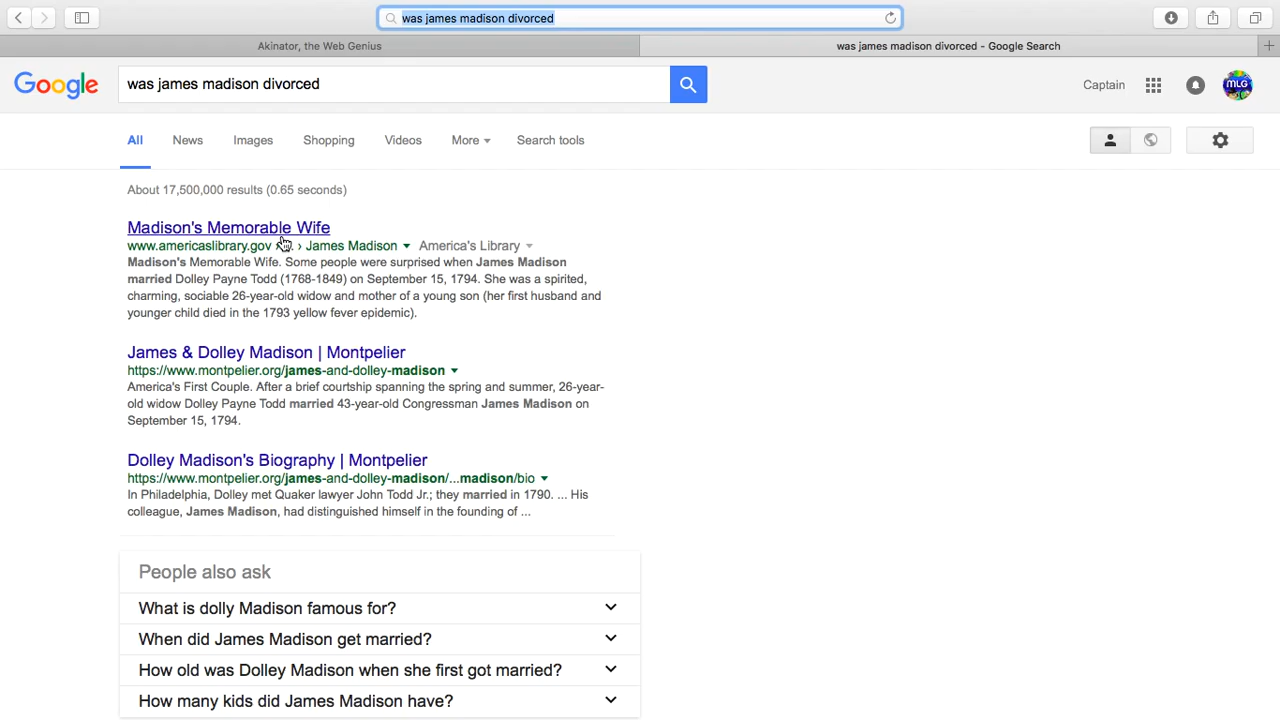 was james madison divorced
Akinator, the Web Genius
was james madison divorced - Google Search
Google
was james madison divorced
Captain
MLG
All
News
Images
Shopping
Videos
More
Search tools
About 17,500,000 results (0.65 seconds)
Madison's Memorable Wife
www.americaslibrary.gov › James Madison America's Library
Madison's Memorable Wife. Some people were surprised when James Madison
married Dolley Payne Todd (1768-1849) on September 15, 1794. She was a spirited,
charming, sociable 26-year-old widow and mother of a young son (her first husband and
younger child died in the 1793 yellow fever epidemic).
James & Dolley Madison | Montpelier
https://www.montpelier.org/james-and-dolley-madison
America's First Couple. After a brief courtship spanning the spring and summer, 26-year-
old widow Dolley Payne Todd married 43-year-old Congressman James Madison on
September 15, 1794.
Dolley Madison's Biography | Montpelier
https://www.montpelier.org/james-and-dolley-madison/...madison/bio
In Philadelphia, Dolley met Quaker lawyer John Todd Jr.; they married in 1790. ... His
colleague, James Madison, had distinguished himself in the founding of ...
People also ask
What is dolly Madison famous for?
When did James Madison get married?
How old was Dolley Madison when she first got married?
How many kids did James Madison have?